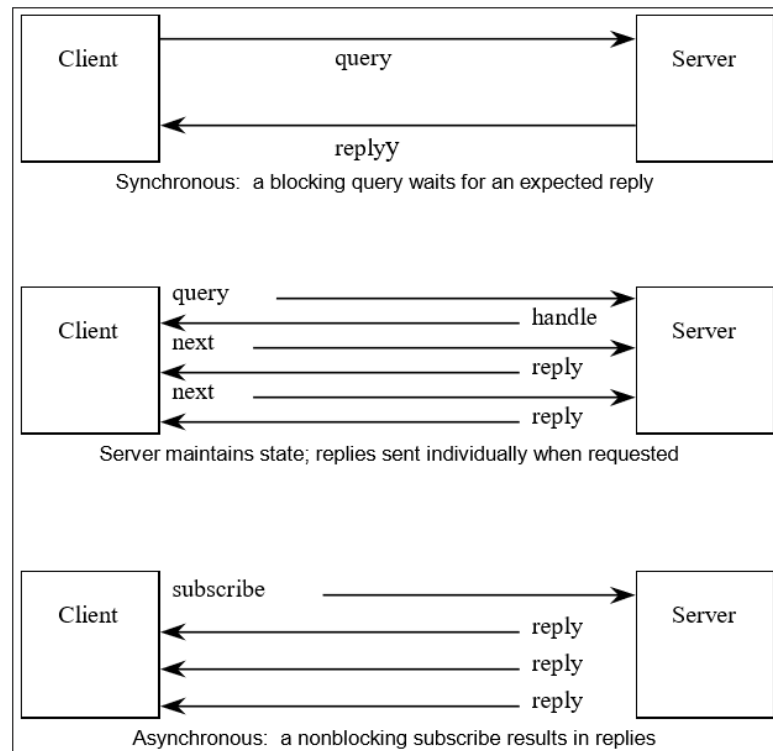 Client
query
Server
replyy
Synchronous:  a blocking query waits for an expected reply
query
Client
handle
Server
next
reply
next
reply
Server maintains state; replies sent individually when requested
subscribe
Client
reply
Server
reply
reply
Asynchronous:  a nonblocking subscribe results in replies